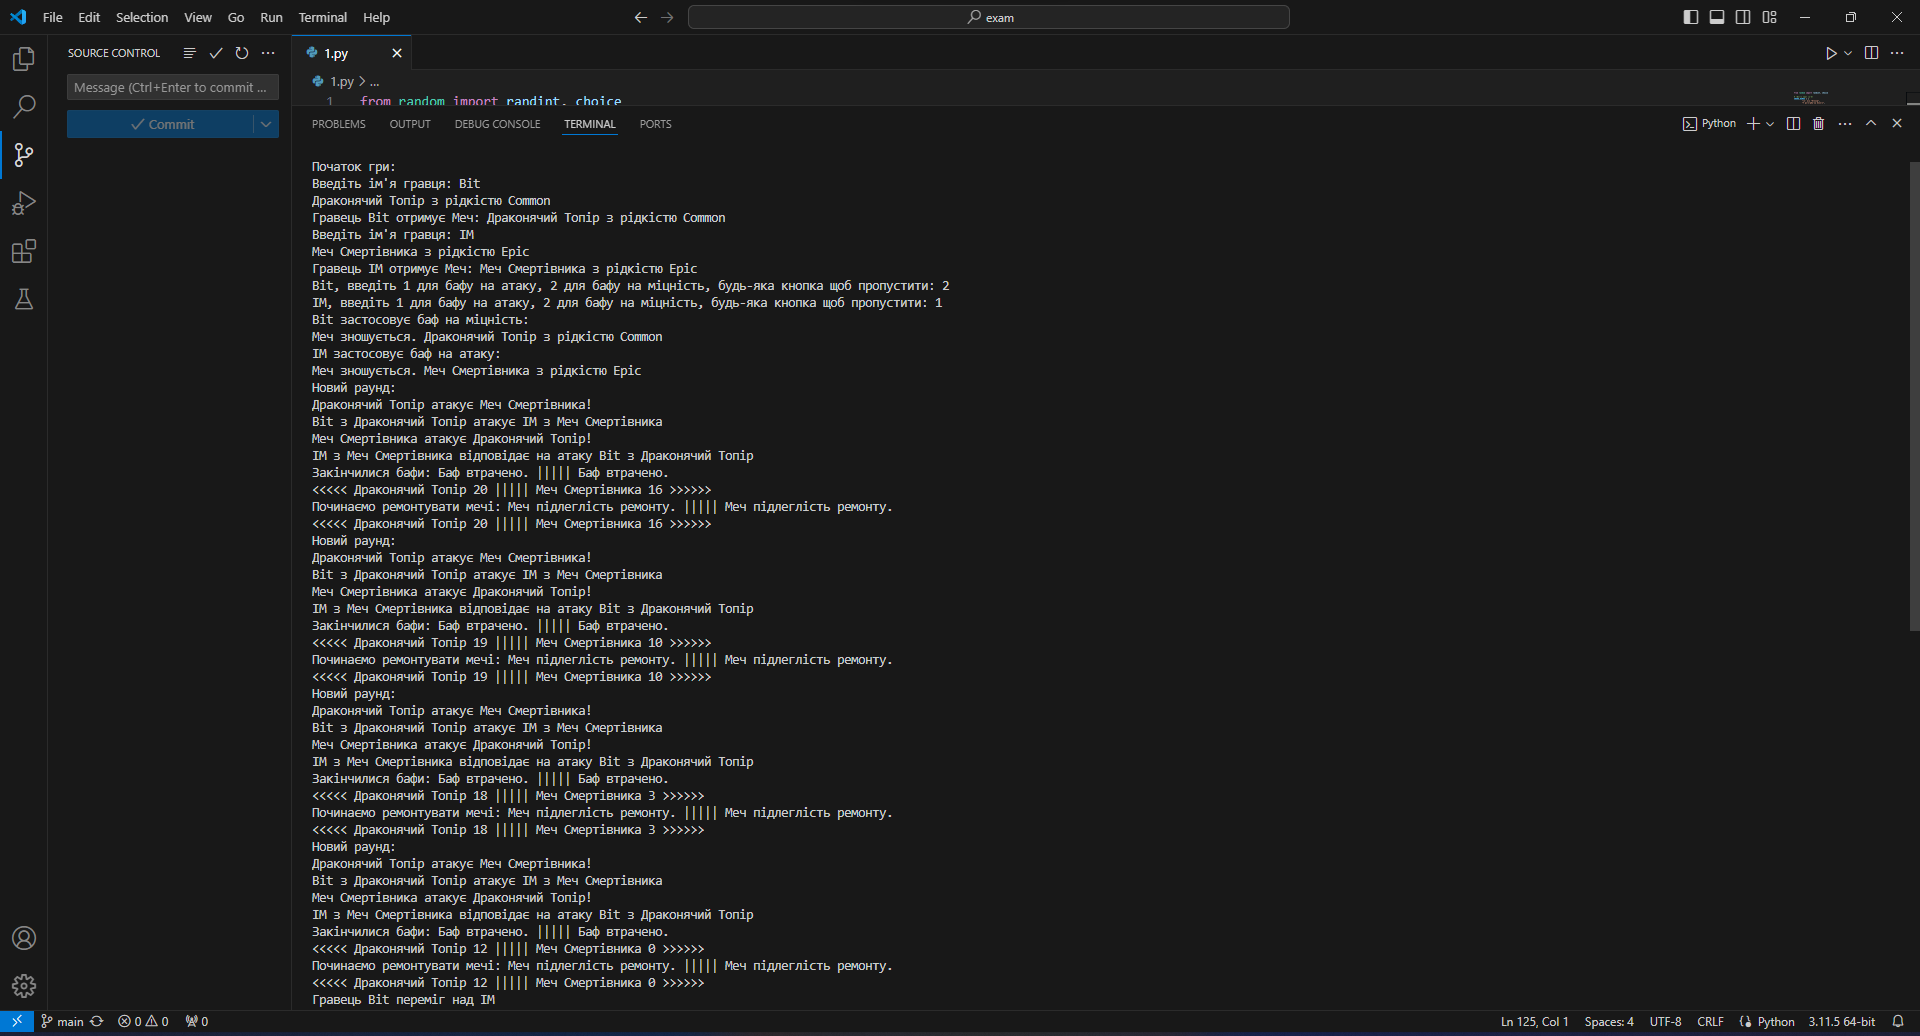 File Edit Selection View Go Run Terminal Help
exam
SOURCE CONTROL
Message (Ctrl+Enter to commit ...
Commit
1.py
1.py > ...
1 from random import randint, choice
PROBLEMS OUTPUT DEBUG CONSOLE TERMINAL PORTS
Python
Початок гри:
Введіть ім'я гравця: Bit
Драконячий Топір з рідкістю Common
Гравець Bit отримує Меч: Драконячий Топір з рідкістю Common
Введіть ім'я гравця: IM
Меч Смертівника з рідкістю Epic
Гравець IM отримує Меч: Меч Смертівника з рідкістю Epic
Bit, введіть 1 для бафу на атаку, 2 для бафу на міцність, будь-яка кнопка щоб пропустити: 2
IM, введіть 1 для бафу на атаку, 2 для бафу на міцність, будь-яка кнопка щоб пропустити: 1
Bit застосовує баф на міцність:
Меч зношується. Драконячий Топір з рідкістю Common
IM застосовує баф на атаку:
Меч зношується. Меч Смертівника з рідкістю Epic
Новий раунд:
Драконячий Топір атакує Меч Смертівника!
Bit з Драконячий Топір атакує IM з Меч Смертівника
Меч Смертівника атакує Драконячий Топір!
IM з Меч Смертівника відповідає на атаку Bit з Драконячий Топір
Закінчилися бафи: Баф втрачено. ||||| Баф втрачено.
<<<<< Драконячий Топір 20 ||||| Меч Смертівника 16 >>>>>>
Починаємо ремонтувати мечі: Меч підлеглість ремонту. ||||| Меч підлеглість ремонту.
<<<<< Драконячий Топір 20 ||||| Меч Смертівника 16 >>>>>>
Новий раунд:
Драконячий Топір атакує Меч Смертівника!
Bit з Драконячий Топір атакує IM з Меч Смертівника
Меч Смертівника атакує Драконячий Топір!
IM з Меч Смертівника відповідає на атаку Bit з Драконячий Топір
Закінчилися бафи: Баф втрачено. ||||| Баф втрачено.
<<<<< Драконячий Топір 19 ||||| Меч Смертівника 10 >>>>>>
Починаємо ремонтувати мечі: Меч підлеглість ремонту. ||||| Меч підлеглість ремонту.
<<<<< Драконячий Топір 19 ||||| Меч Смертівника 10 >>>>>>
Новий раунд:
Драконячий Топір атакує Меч Смертівника!
Bit з Драконячий Топір атакує IM з Меч Смертівника
Меч Смертівника атакує Драконячий Топір!
IM з Меч Смертівника відповідає на атаку Bit з Драконячий Топір
Закінчилися бафи: Баф втрачено. ||||| Баф втрачено.
<<<<< Драконячий Топір 18 ||||| Меч Смертівника 3 >>>>>>
Починаємо ремонтувати мечі: Меч підлеглість ремонту. ||||| Меч підлеглість ремонту.
<<<<< Драконячий Топір 18 ||||| Меч Смертівника 3 >>>>>>
Новий раунд:
Драконячий Топір атакує Меч Смертівника!
Bit з Драконячий Топір атакує IM з Меч Смертівника
Меч Смертівника атакує Драконячий Топір!
IM з Меч Смертівника відповідає на атаку Bit з Драконячий Топір
Закінчилися бафи: Баф втрачено. ||||| Баф втрачено.
<<<<< Драконячий Топір 12 ||||| Меч Смертівника 0 >>>>>>
Починаємо ремонтувати мечі: Меч підлеглість ремонту. ||||| Меч підлеглість ремонту.
<<<<< Драконячий Топір 12 ||||| Меч Смертівника 0 >>>>>>
Гравець Bit переміг над IM
main 0 0 0 Ln 125, Col 1 Spaces: 4 UTF-8 CRLF Python 3.11.5 64-bit